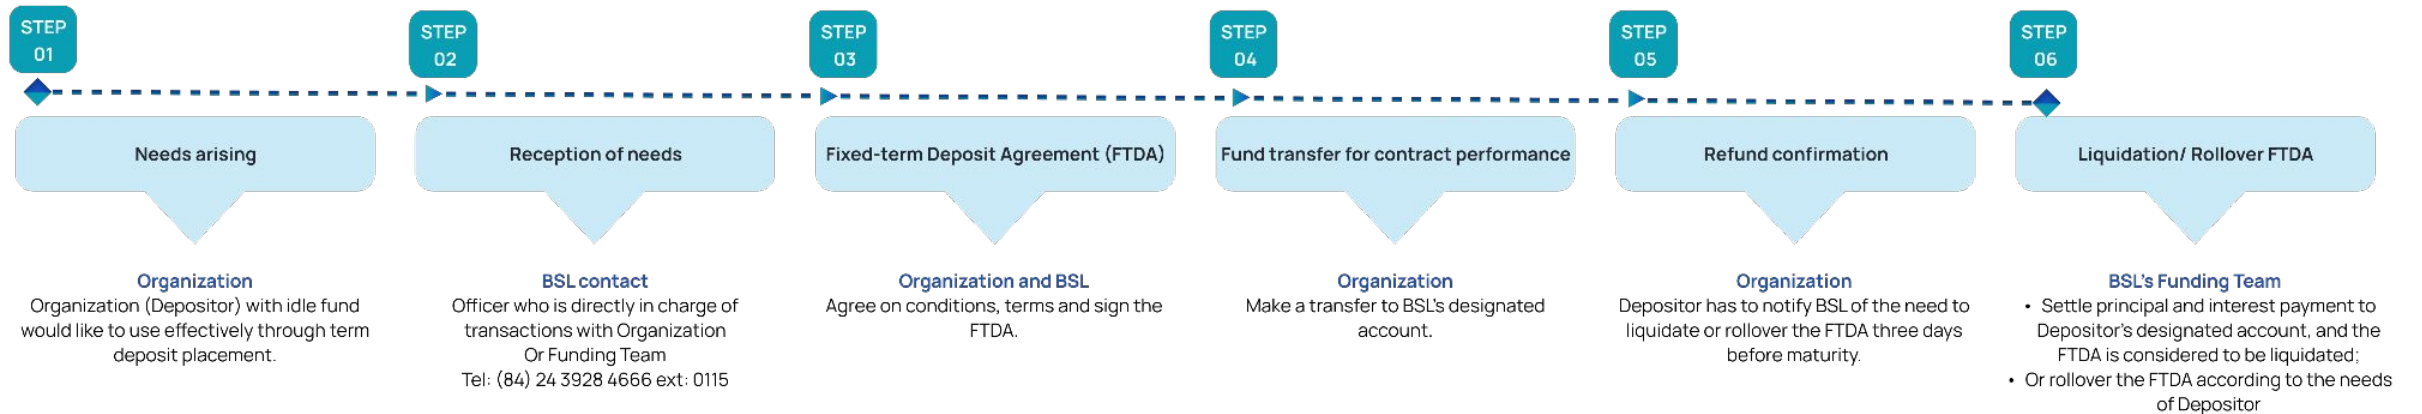 STEP
01
STEP
02
STEP
03
STEP
04
STEP
05
STEP
06
Needs arising
Reception of needs
Fixed-term Deposit Agreement (FTDA)
Fund transfer for contract performance
Refund confirmation
Liquidation/ Rollover FTDA
Organization
Organization (Depositor) with idle fund
would like to use effectively through term
deposit placement.
BSL contact
Officer who is directly in charge of
transactions with Organization
Or Funding Team
Tel: (84) 24 3928 4666 ext: 0115
Organization and BSL
Agree on conditions, terms and sign the
FTDA.
Organization
Make a transfer to BSL's designated
account.
Organization
Depositor has to notify BSL of the need to
liquidate or rollover the FTDA three days
before maturity.
BSL's Funding Team
• Settle principal and interest payment to
Depositor's designated account, and the
FTDA is considered to be liquidated;
• Or rollover the FTDA according to the needs
of Depositor